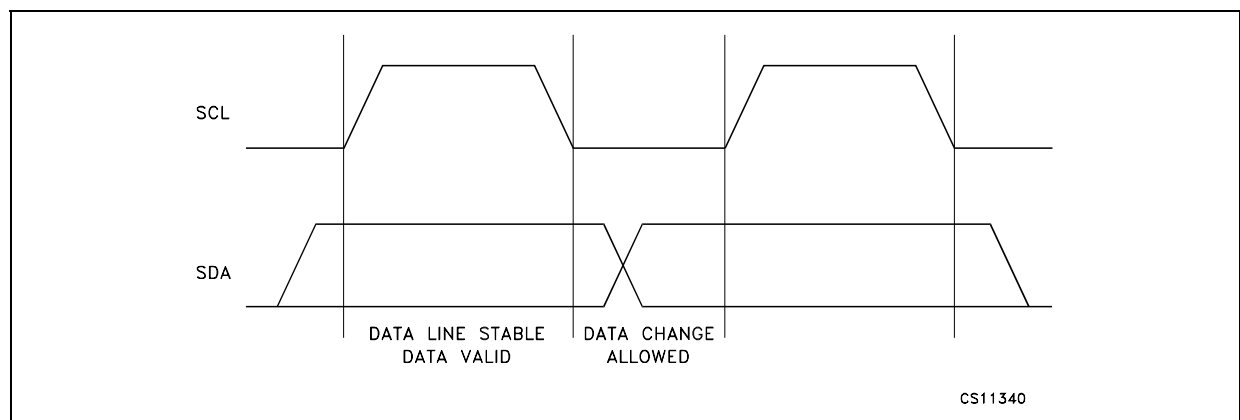 SCL
SDA
DATA LINE STABLE
DATA VALID
DATA CHANGE
ALLOWED
CS11340